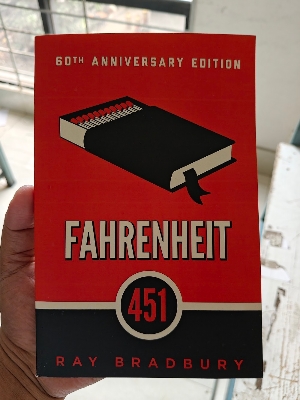 60TH ANNIVERSARY EDITION
FAHRENHEIT
451
RAY BRADBURY